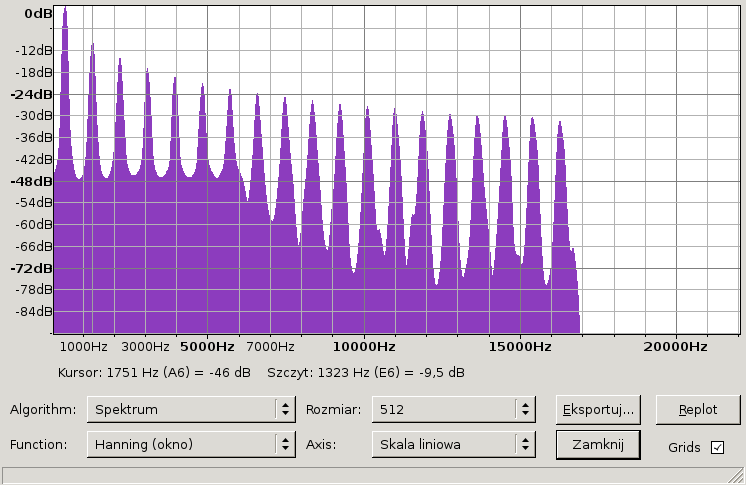 0dB
-12dB
-18dB
-24dB
-30dB
-36dB
-42dB
-48dB
-54dB
-60dB
-66dB
-72dB
-78dB
-84dB
1000Hz 3000Hz 5000Hz 7000Hz 10000Hz 15000Hz 20000Hz
Kursor: 1751 Hz (A6) = -46 dB Szczyt: 1323 Hz (E6) = -9,5 dB
Algorithm: Spektrum Rozmiar: 512 Eksportuj... Replot
Function: Hanning (okno) Axis: Skala liniowa Zamknij Grids